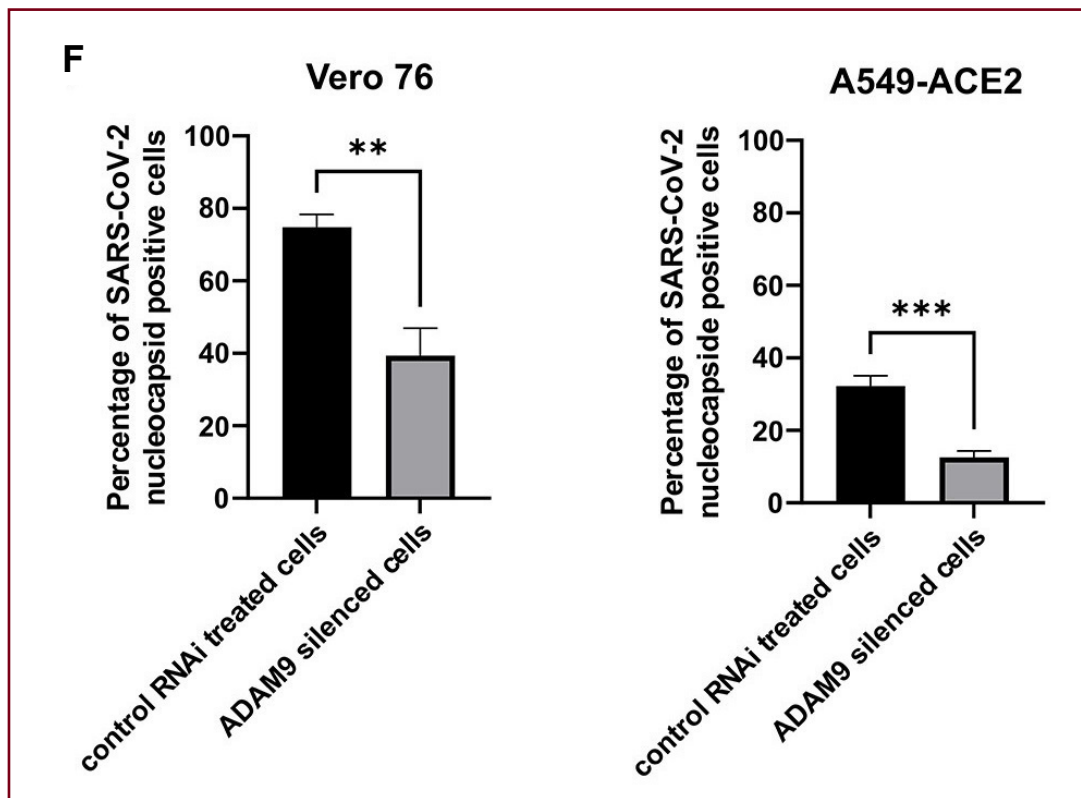 F
Vero 76
Percentage of SARS-CoV-2
nucleocapsid positive cells
100
80
60
40
20
0
**
control RNAi treated cells
ADAM9 silenced cells
A549-ACE2
Percentage of SARS-CoV-2
nucleocapside positive cells
100
80
60
40
20
0
***
control RNAi treated cells
ADAM9 silenced cells